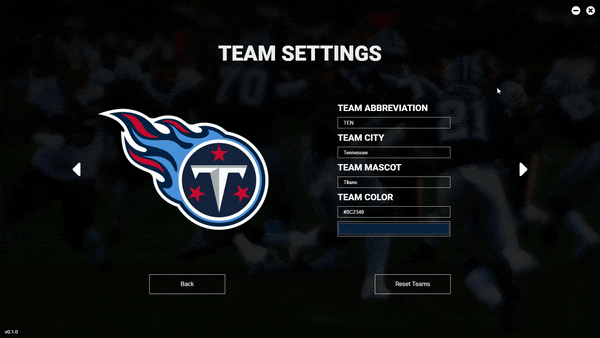 TEAM SETTINGS
TEAM ABBREVIATION
TEN
TEAM CITY
Tennessee
TEAM MASCOT
Titans
TEAM COLOR
#0C2340
T
Back
Reset Teams
v0.1.0